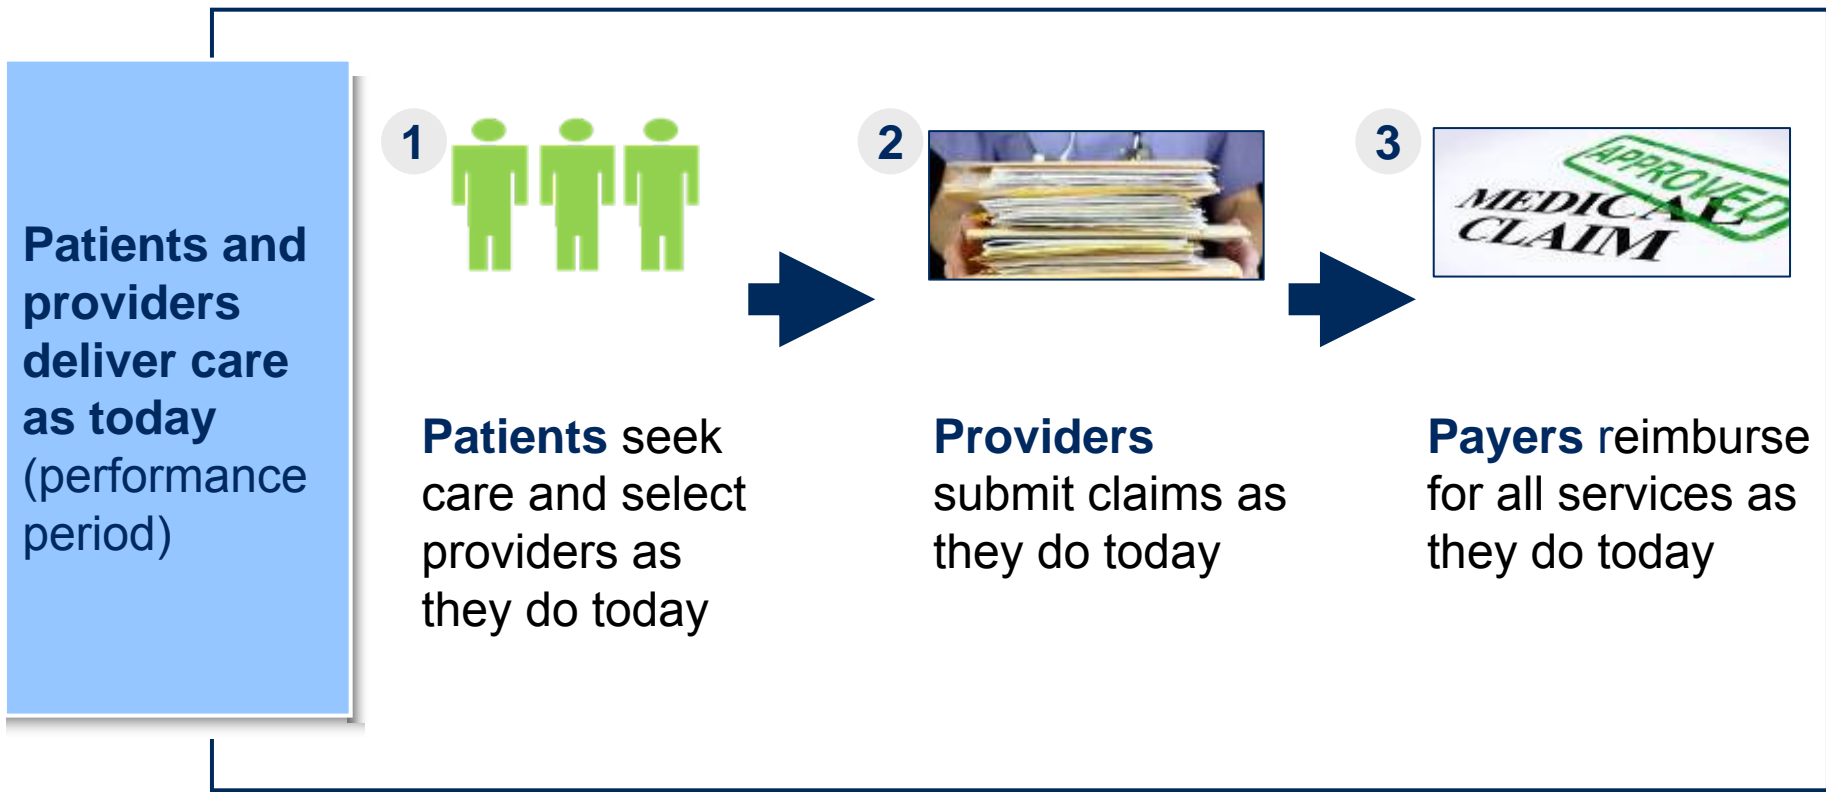 Patients and
providers
deliver care
as today
(performance
period)
1
Patients seek
care and select
providers as
they do today
2
Providers
submit claims as
they do today
3
APPROVED
MEDICAL
CLAIM
Payers reimburse
for all services as
they do today